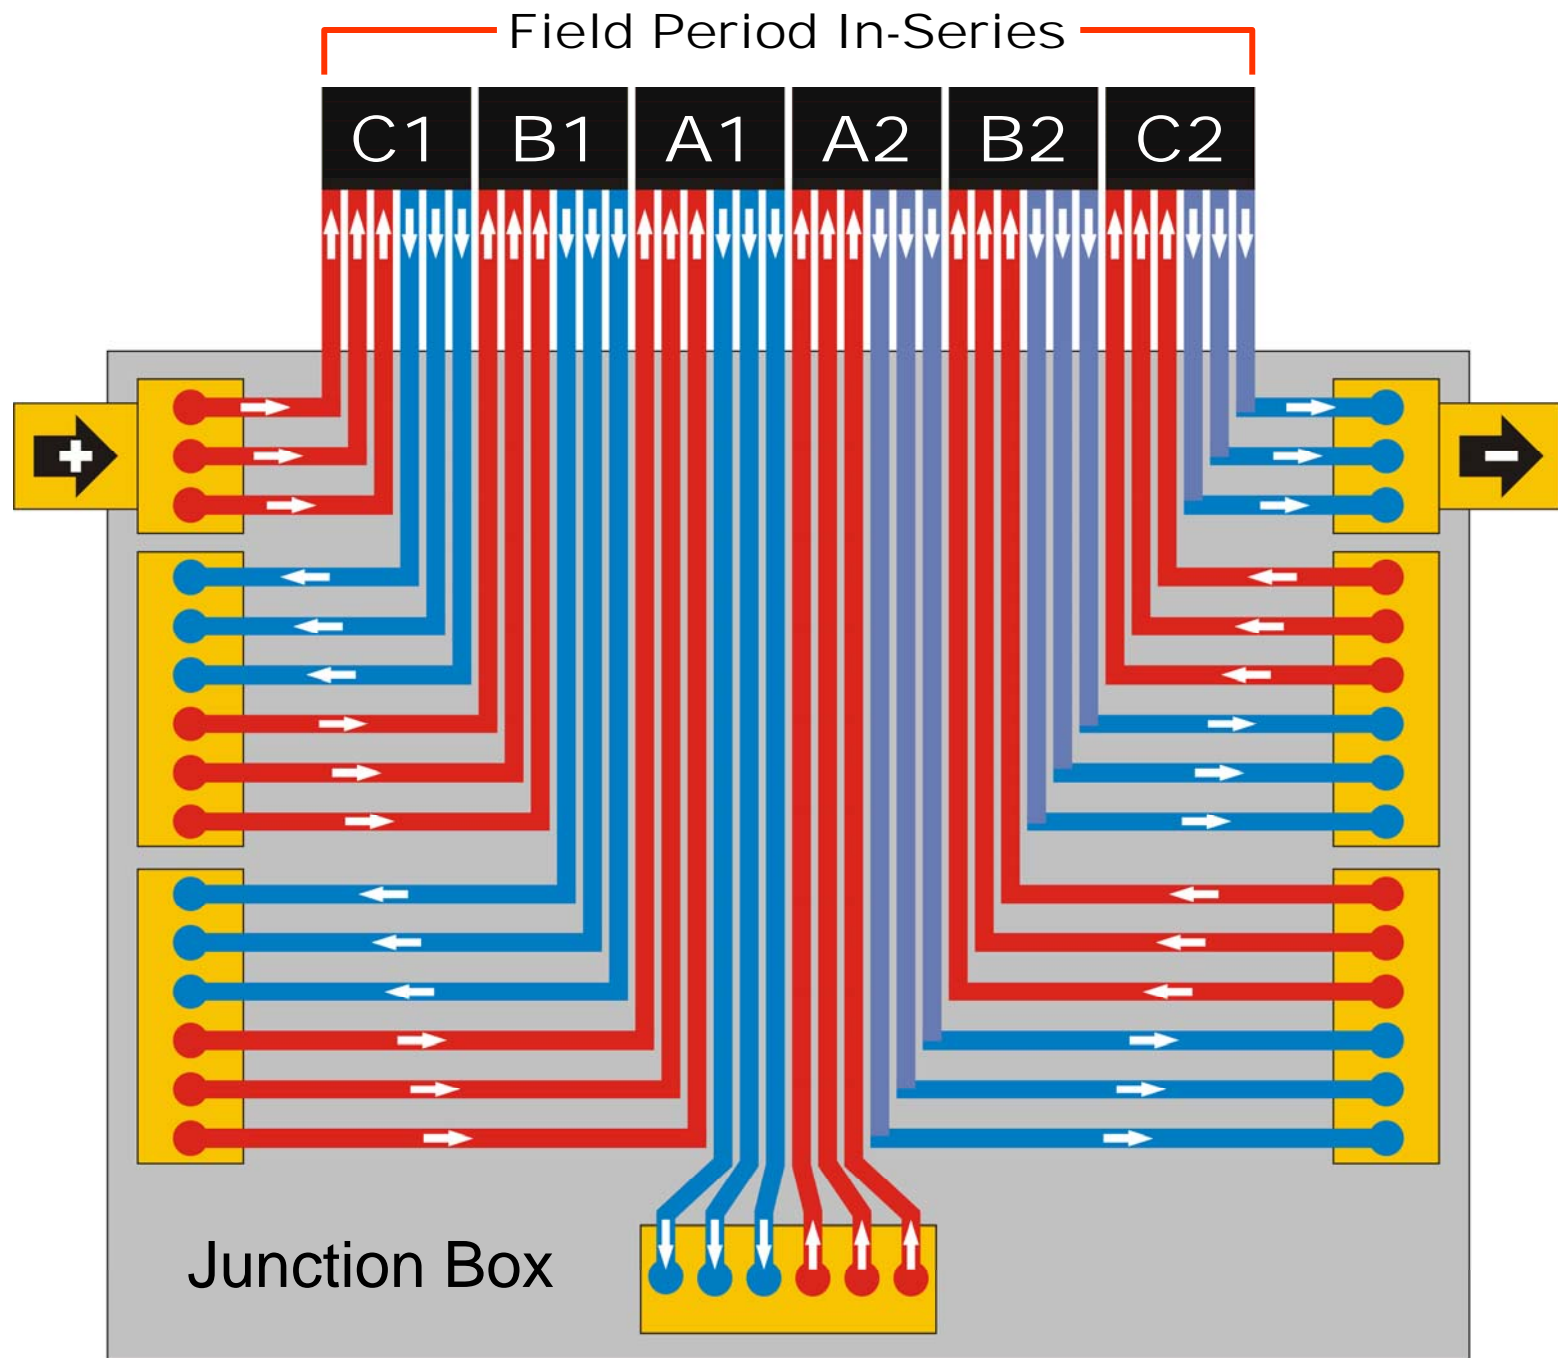 Field Period In-Series
C1 B1 A1 A2 B2 C2
+ -
Junction Box